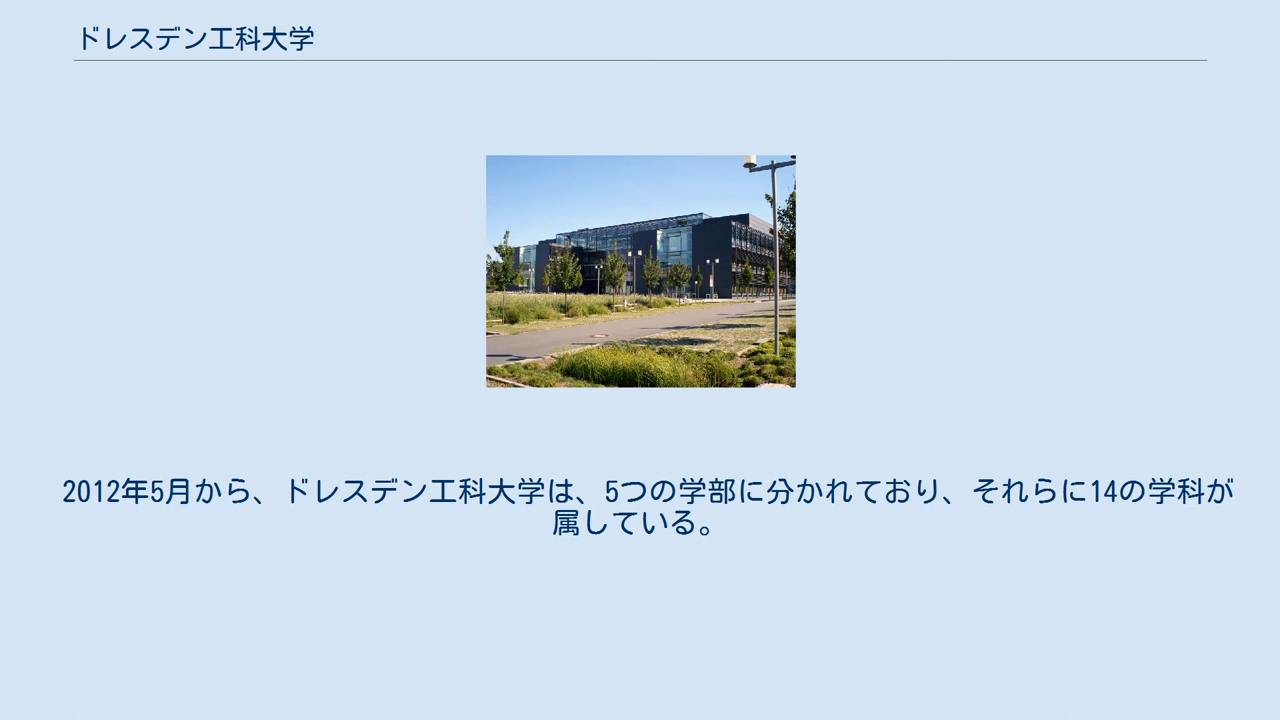 ドレスデン工科大学
2012年5月から、ドレスデン工科大学は、5つの学部に分かれており、それらに14の学科が
属している。